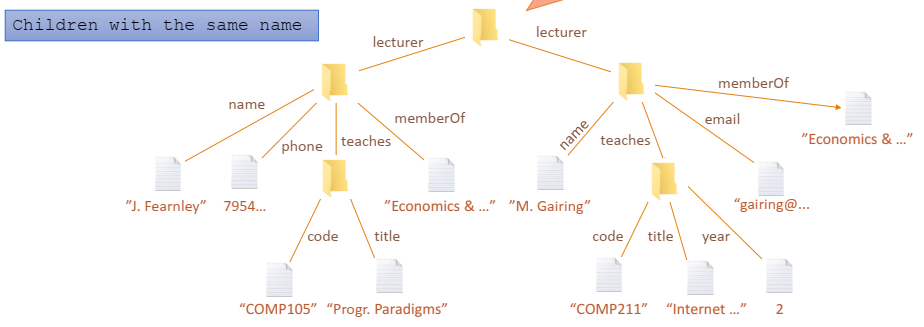 Children with the same name
lecturer
lecturer
memberOf
name
phone
teaches
memberOf
name
teaches
email
"Economics & ..."
"J. Fearnley"
7954...
"Economics & ..."
"M. Gairing"
"gairing@...
code
title
code
title
year
"COMP105"
"Progr. Paradigms"
"COMP211"
"Internet ..."
2